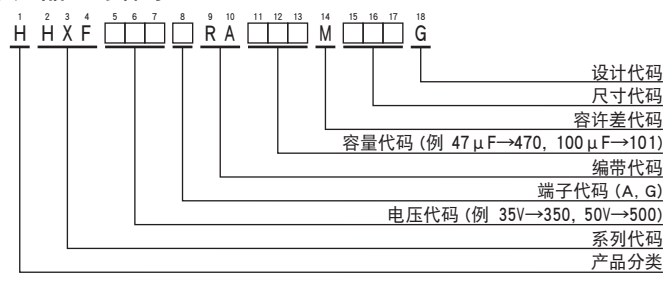 1 2 3 4 5 6 7 8 9 10 11 12 13 14 15 16 17 18
H H X F □□□ □ R A □□□ M □□□ G
设计代码
尺寸代码
容许差代码
容量代码 (例 47μF→470, 100μF→101)
编带代码
端子代码 (A, G)
电压代码 (例 35V→350, 50V→500)
系列代码
产品分类